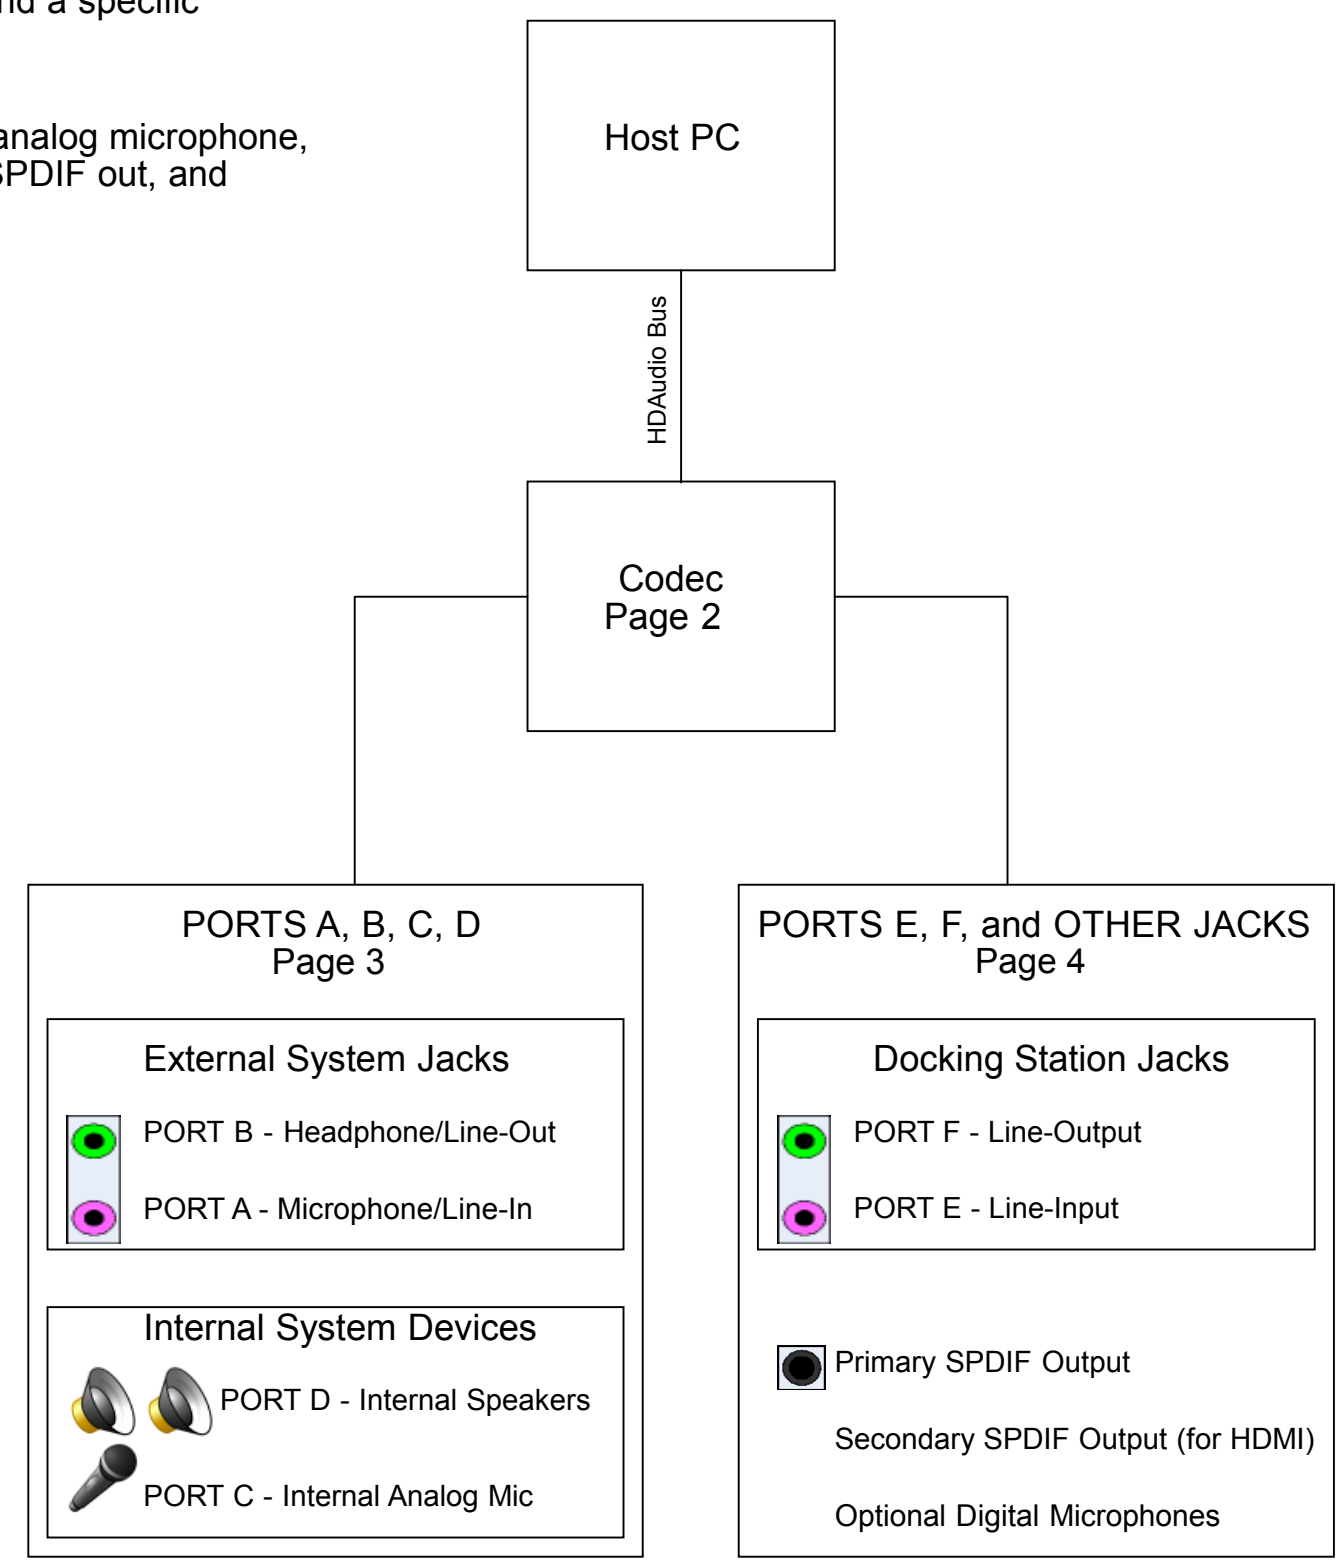 a specific
analog microphone,
SPDIF out, and
Host PC
HDAudio Bus
Codec
Page 2
PORTS A, B, C, D
Page 3
External System Jacks
PORT B - Headphone/Line-Out
PORT A - Microphone/Line-In
Internal System Devices
PORT D - Internal Speakers
PORT C - Internal Analog Mic
PORTS E, F, and OTHER JACKS
Page 4
Docking Station Jacks
PORT F - Line-Output
PORT E - Line-Input
Primary SPDIF Output
Secondary SPDIF Output (for HDMI)
Optional Digital Microphones